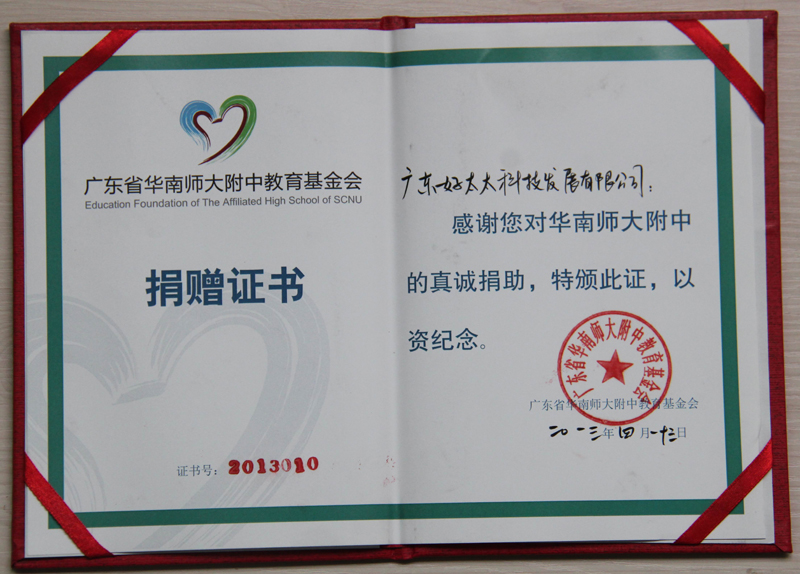 广东省华南师大附中教育基金会
Education Foundation of The Affiliated High School of SCNU
捐赠证书
证书号：2013010
广东好太太科技发展有限公司：
感谢您对华南师大附中
的真诚捐助，特颁此证，以
资纪念。
广东省华南师大附中教育基金会
广东省华南师大附中教育基金会
二〇一三年四月十三日